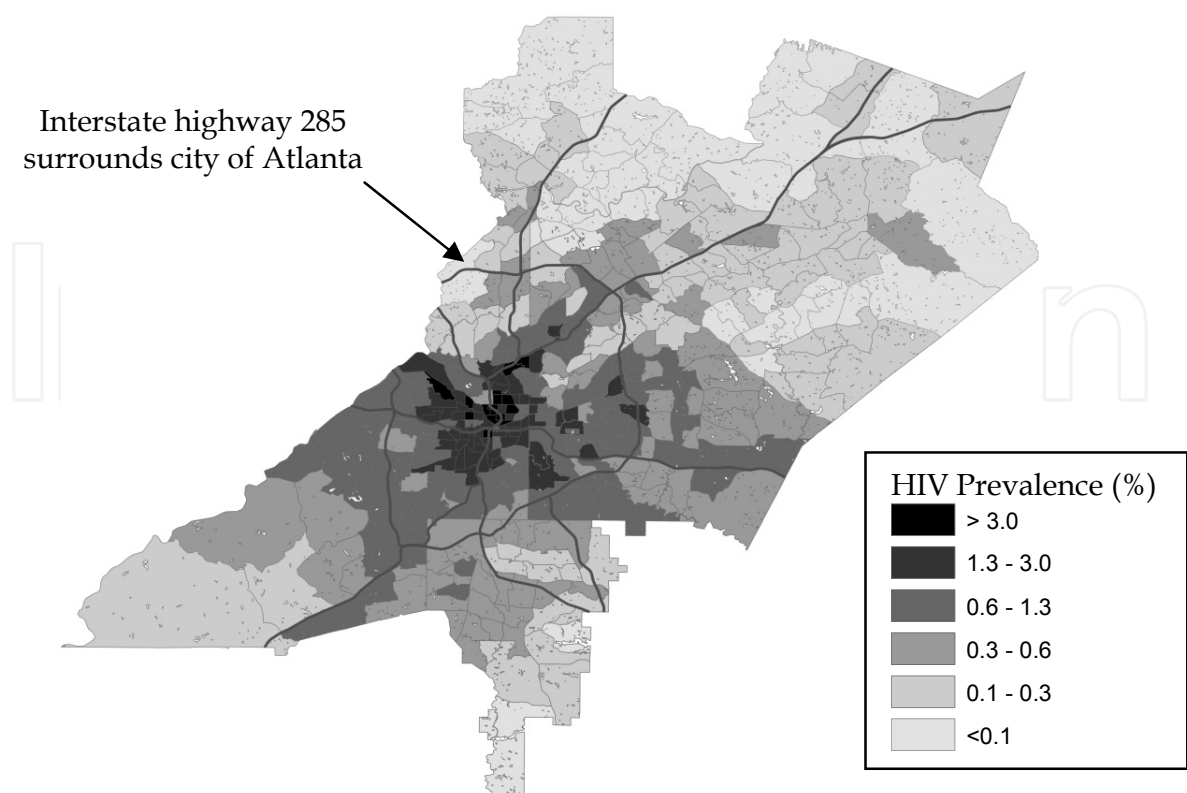 Interstate highway 285
surrounds city of Atlanta
HIV Prevalence (%)
> 3.0
1.3 - 3.0
0.6 - 1.3
0.3 - 0.6
0.1 - 0.3
<0.1